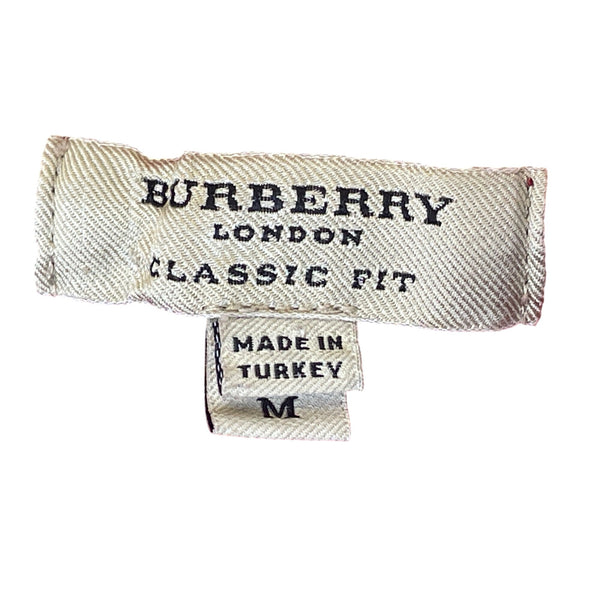 BURBERRY
LONDON
CLASSIC FIT
MADE IN
TURKEY
M